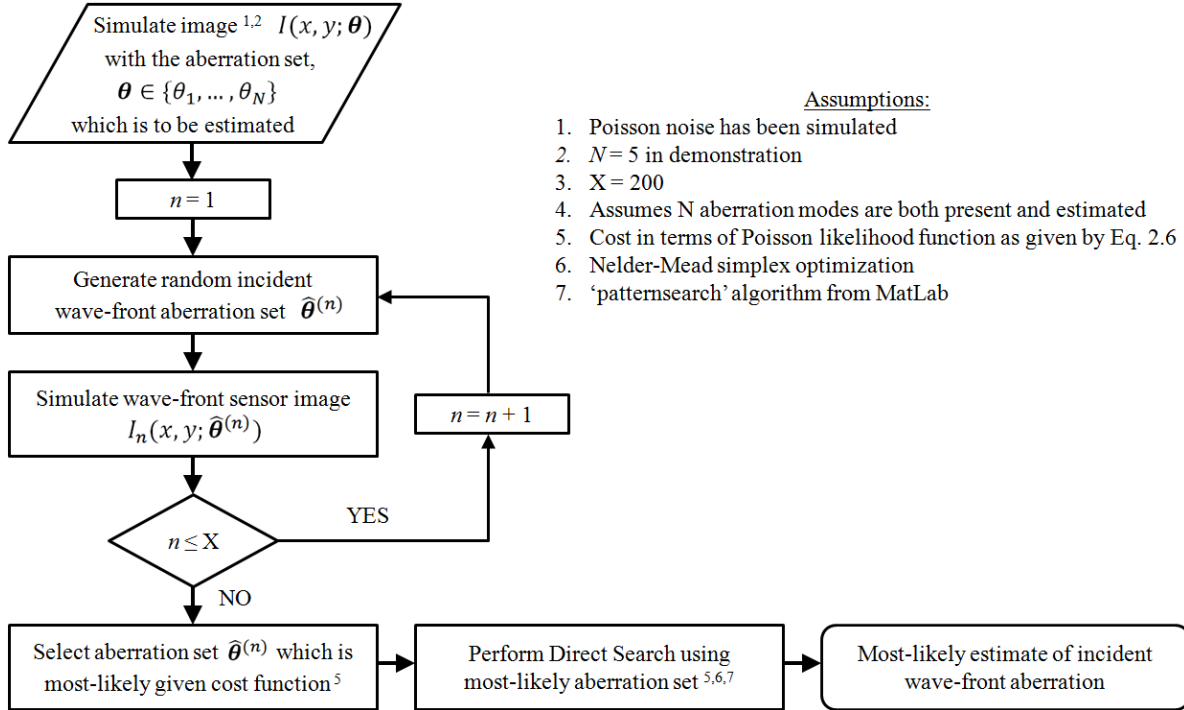 Simulate image ¹,² I(x, y; θ)
with the aberration set,
θ ∈ {θ₁, … , θ_N}
which is to be estimated
n = 1
Generate random incident
wave-front aberration set θ̂⁽ⁿ⁾
Simulate wave-front sensor image
Iₙ(x, y; θ̂⁽ⁿ⁾)
n ≤ X
YES
n = n + 1
NO
Select aberration set θ̂⁽ⁿ⁾ which is
most-likely given cost function ⁵
Perform Direct Search using
most-likely aberration set ⁵,⁶,⁷
Most-likely estimate of incident
wave-front aberration
Assumptions:
1. Poisson noise has been simulated
2. N = 5 in demonstration
3. X = 200
4. Assumes N aberration modes are both present and estimated
5. Cost in terms of Poisson likelihood function as given by Eq. 2.6
6. Nelder-Mead simplex optimization
7. ‘patternsearch’ algorithm from MatLab